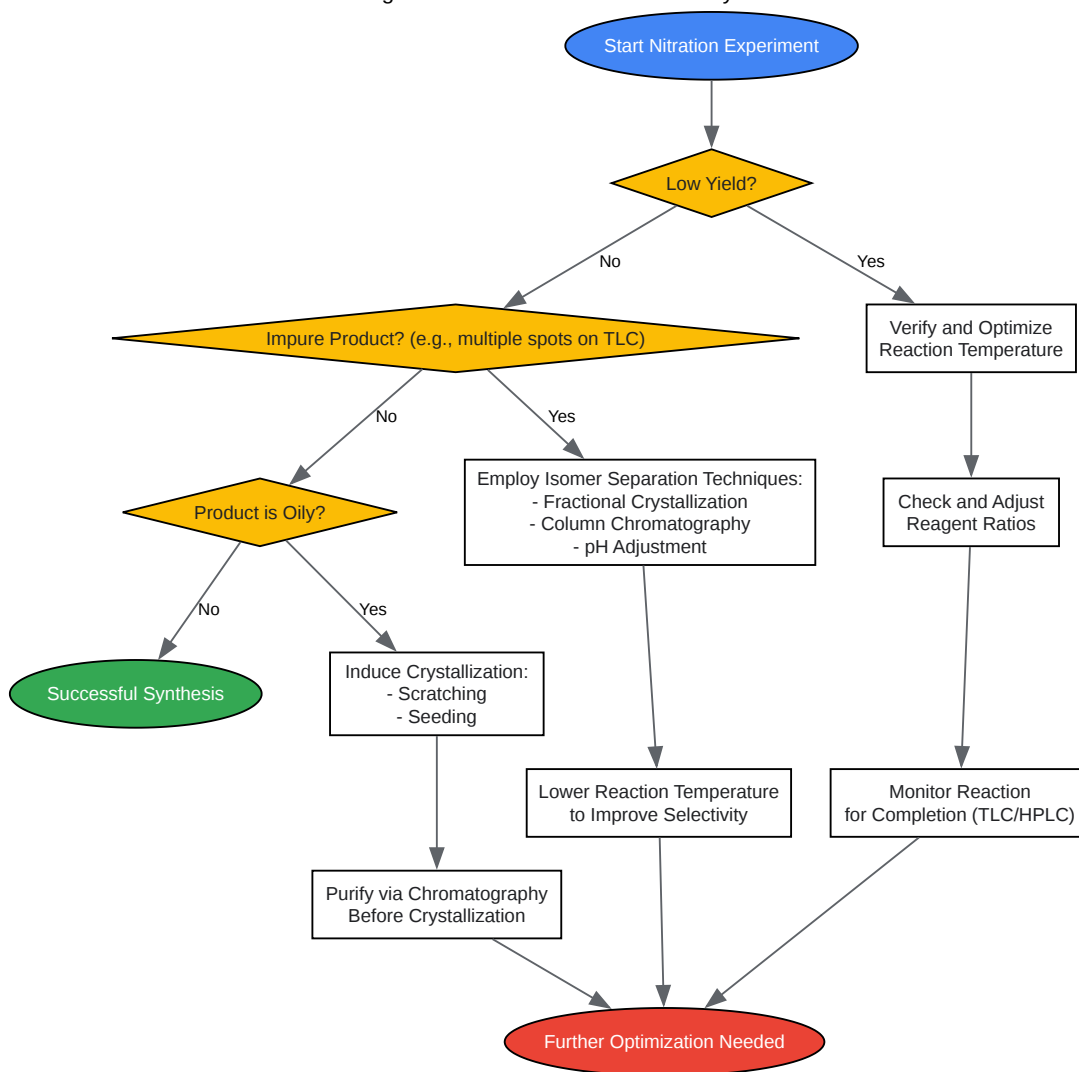 Start Nitration Experiment
Low Yield?
No
Yes
Impure Product? (e.g., multiple spots on TLC)
Verify and Optimize
Reaction Temperature
No
Yes
Product is Oily?
Employ Isomer Separation Techniques:
- Fractional Crystallization
- Column Chromatography
- pH Adjustment
Check and Adjust
Reagent Ratios
No
Yes
Successful Synthesis
Induce Crystallization:
- Scratching
- Seeding
Lower Reaction Temperature
to Improve Selectivity
Monitor Reaction
for Completion (TLC/HPLC)
Purify via Chromatography
Before Crystallization
Further Optimization Needed